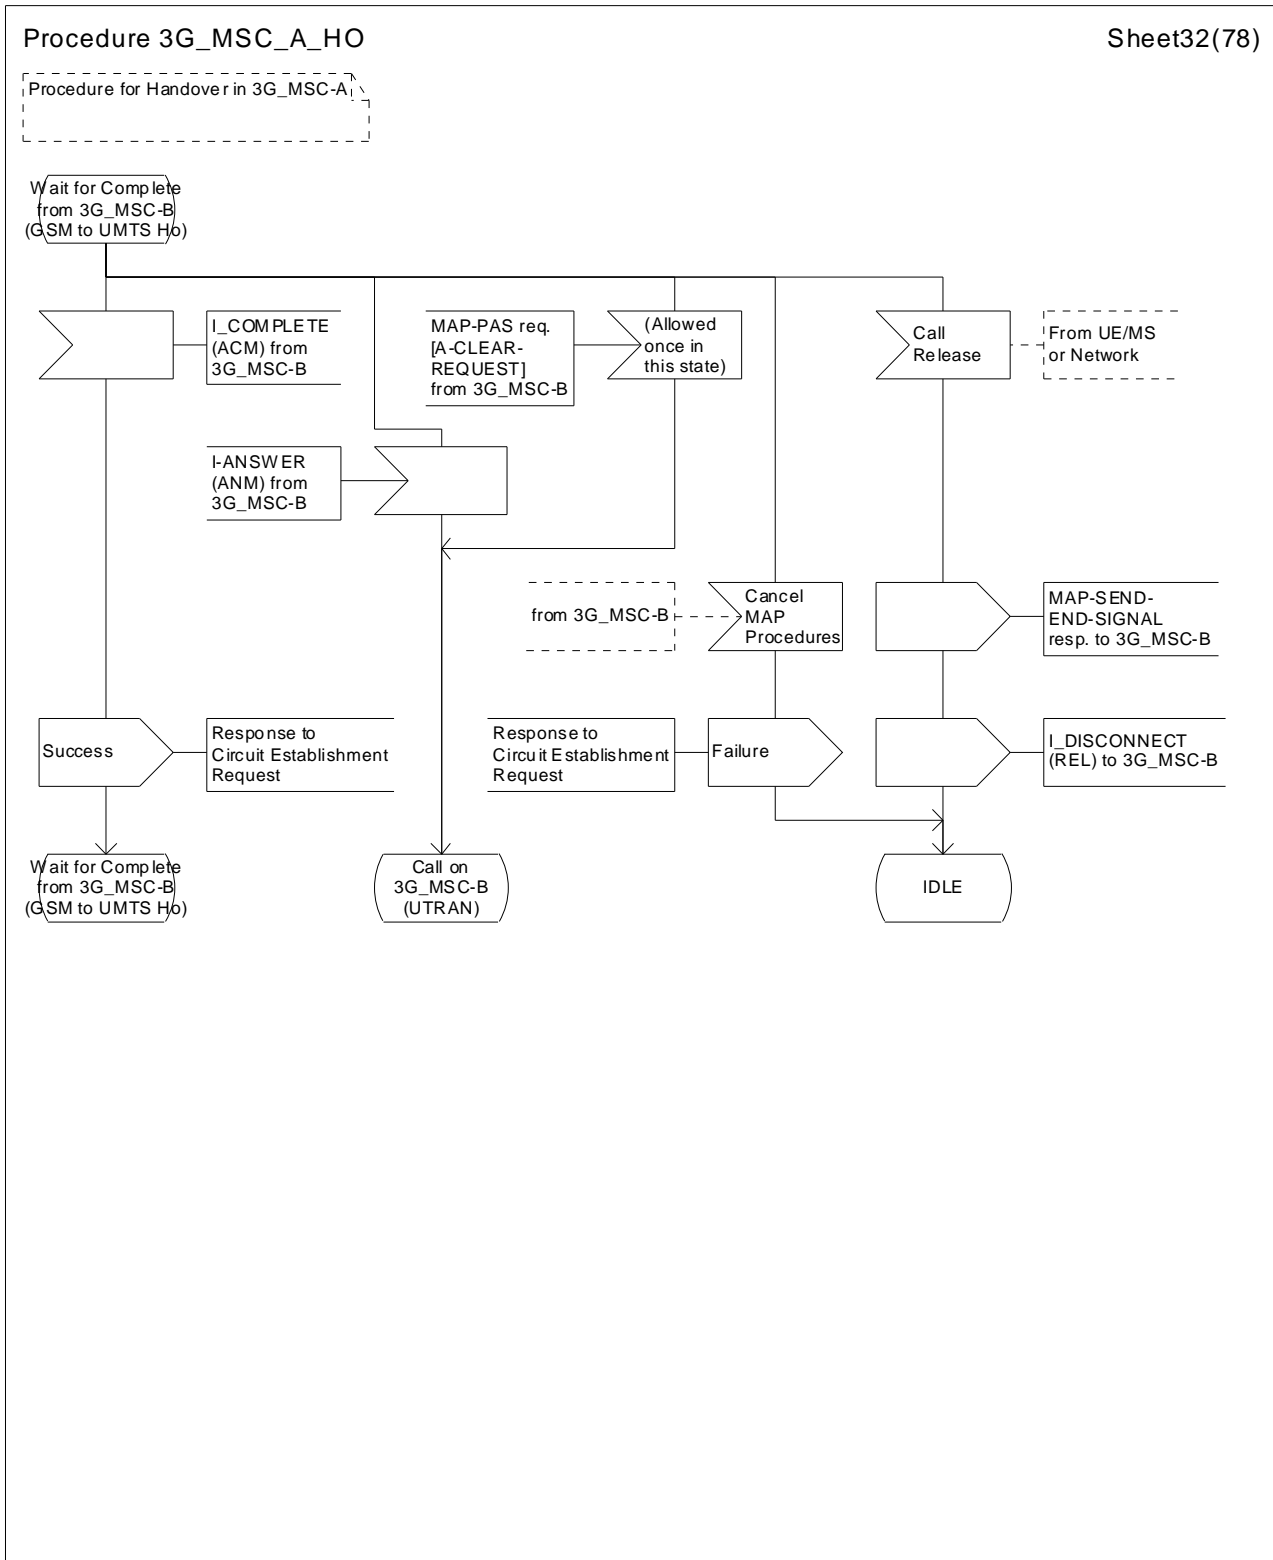 Procedure 3G_MSC_A_HO
Sheet32(78)
Procedure for Handover in 3G_MSC-A
Wait for Complete
from 3G_MSC-B
(GSM to UMTS Ho)
I_COMPLETE
(ACM) from
3G_MSC-B
MAP-PAS req.
[A-CLEAR-
REQUEST]
from 3G_MSC-B
(Allowed
once in
this state)
Call
Release
From UE/MS
or Network
I-ANSWER
(ANM) from
3G_MSC-B
from 3G_MSC-B
Cancel
MAP
Procedures
MAP-SEND-
END-SIGNAL
resp. to 3G_MSC-B
Success
Response to
Circuit Establishment
Request
Response to
Circuit Establishment
Request
Failure
I_DISCONNECT
(REL) to 3G_MSC-B
Wait for Complete
from 3G_MSC-B
(GSM to UMTS Ho)
Call on
3G_MSC-B
(UTRAN)
IDLE